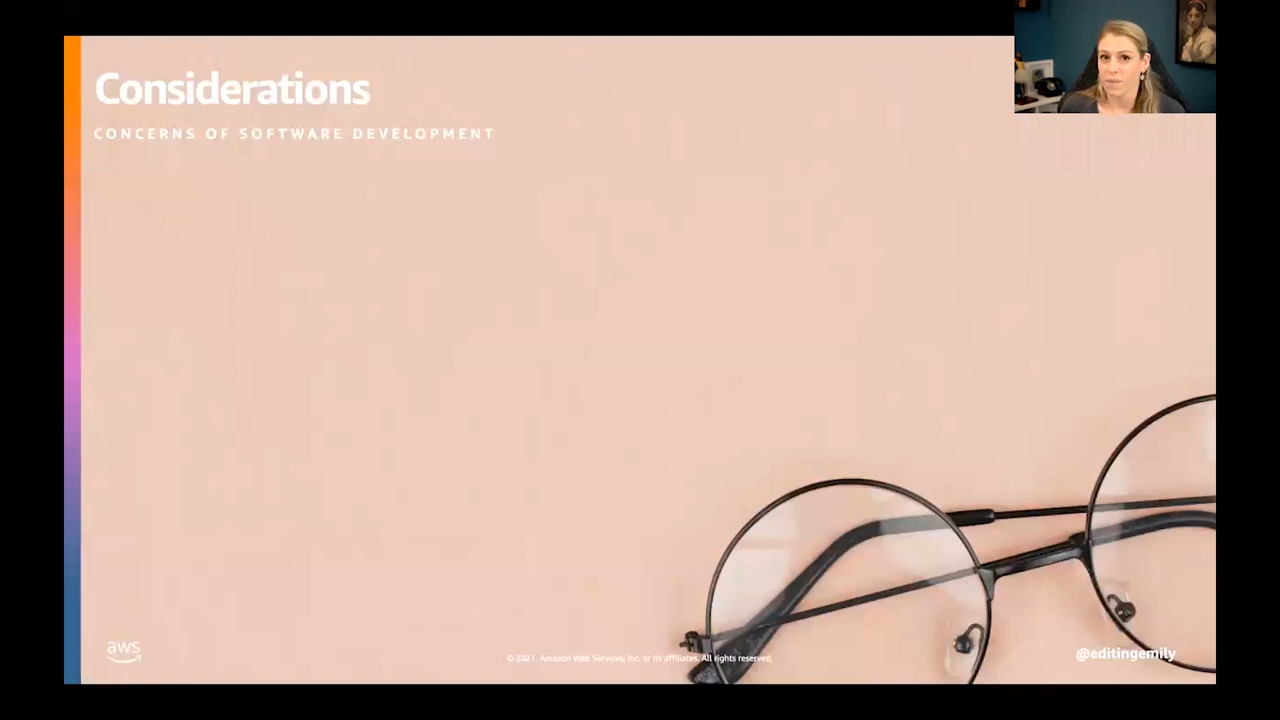 Considerations
CONCERNS OF SOFTWARE DEVELOPMENT
aws
© 2021, Amazon Web Services, Inc. or its affiliates. All rights reserved.
@editingemily